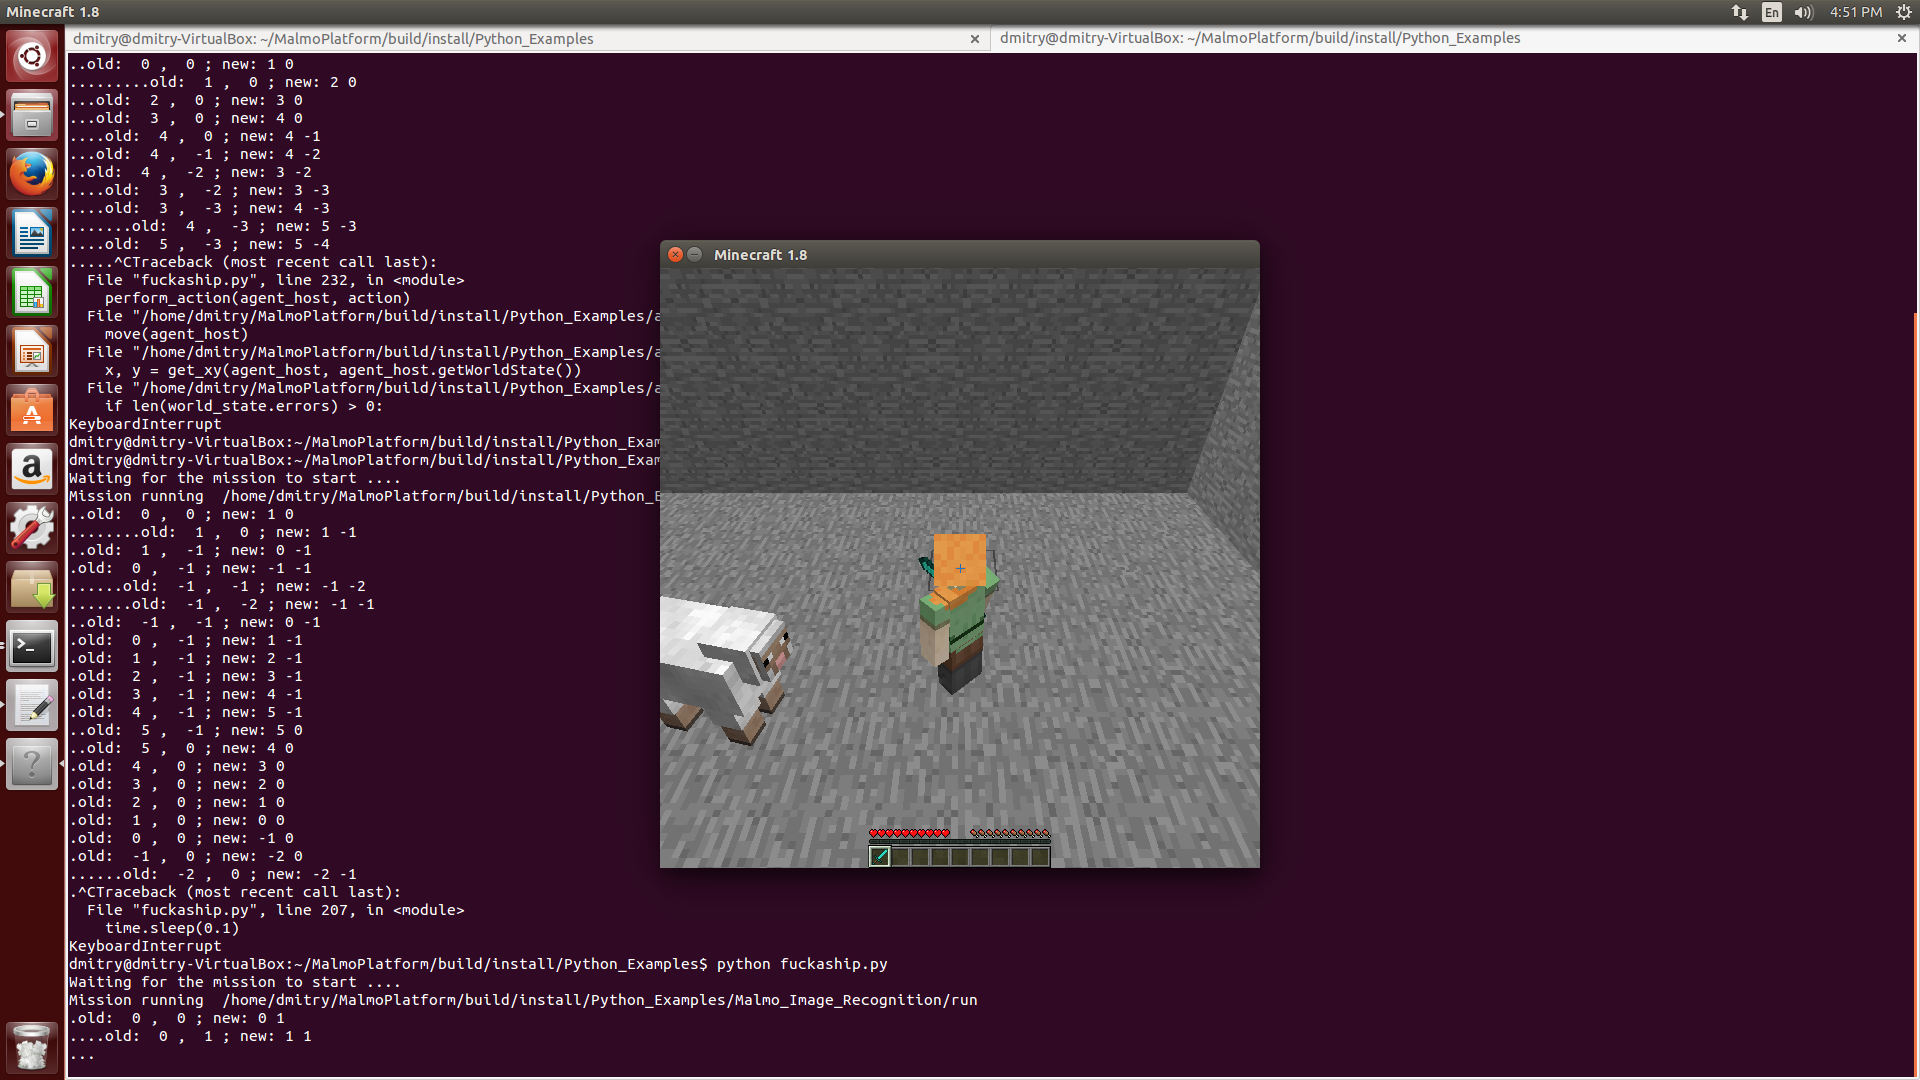 Minecraft 1.8
En
4:51 PM
dmitry@dmitry-VirtualBox: ~/MalmoPlatform/build/install/Python_Examples
dmitry@dmitry-VirtualBox: ~/MalmoPlatform/build/install/Python_Examples
..old:  0 ,  0 ; new: 1 0
.........old:  1 ,  0 ; new: 2 0
...old:  2 ,  0 ; new: 3 0
...old:  3 ,  0 ; new: 4 0
....old:  4 ,  0 ; new: 4 -1
...old:  4 ,  -1 ; new: 4 -2
..old:  4 ,  -2 ; new: 3 -2
....old:  3 ,  -2 ; new: 3 -3
....old:  3 ,  -3 ; new: 4 -3
.......old:  4 ,  -3 ; new: 5 -3
....old:  5 ,  -3 ; new: 5 -4
.....^CTraceback (most recent call last):
  File "fuckaship.py", line 232, in <module>
    perform_action(agent_host, action)
  File "/home/dmitry/MalmoPlatform/build/install/Python_Examples/a
    move(agent_host)
  File "/home/dmitry/MalmoPlatform/build/install/Python_Examples/a
    x, y = get_xy(agent_host, agent_host.getWorldState())
  File "/home/dmitry/MalmoPlatform/build/install/Python_Examples/a
    if len(world_state.errors) > 0:
KeyboardInterrupt
dmitry@dmitry-VirtualBox:~/MalmoPlatform/build/install/Python_Exam
dmitry@dmitry-VirtualBox:~/MalmoPlatform/build/install/Python_Exam
Waiting for the mission to start ....
Mission running  /home/dmitry/MalmoPlatform/build/install/Python_E
..old:  0 ,  0 ; new: 1 0
........old:  1 ,  0 ; new: 1 -1
..old:  1 ,  -1 ; new: 0 -1
.old:  0 ,  -1 ; new: -1 -1
......old:  -1 ,  -1 ; new: -1 -2
.......old:  -1 ,  -2 ; new: -1 -1
..old:  -1 ,  -1 ; new: 0 -1
.old:  0 ,  -1 ; new: 1 -1
.old:  1 ,  -1 ; new: 2 -1
.old:  2 ,  -1 ; new: 3 -1
.old:  3 ,  -1 ; new: 4 -1
.old:  4 ,  -1 ; new: 5 -1
..old:  5 ,  -1 ; new: 5 0
..old:  5 ,  0 ; new: 4 0
.old:  4 ,  0 ; new: 3 0
.old:  3 ,  0 ; new: 2 0
.old:  2 ,  0 ; new: 1 0
.old:  1 ,  0 ; new: 0 0
.old:  0 ,  0 ; new: -1 0
.old:  -1 ,  0 ; new: -2 0
......old:  -2 ,  0 ; new: -2 -1
.^CTraceback (most recent call last):
  File "fuckaship.py", line 207, in <module>
    time.sleep(0.1)
KeyboardInterrupt
dmitry@dmitry-VirtualBox:~/MalmoPlatform/build/install/Python_Examples$ python fuckaship.py
Waiting for the mission to start ....
Mission running  /home/dmitry/MalmoPlatform/build/install/Python_Examples/Malmo_Image_Recognition/run
.old:  0 ,  0 ; new: 0 1
....old:  0 ,  1 ; new: 1 1
...
Minecraft 1.8